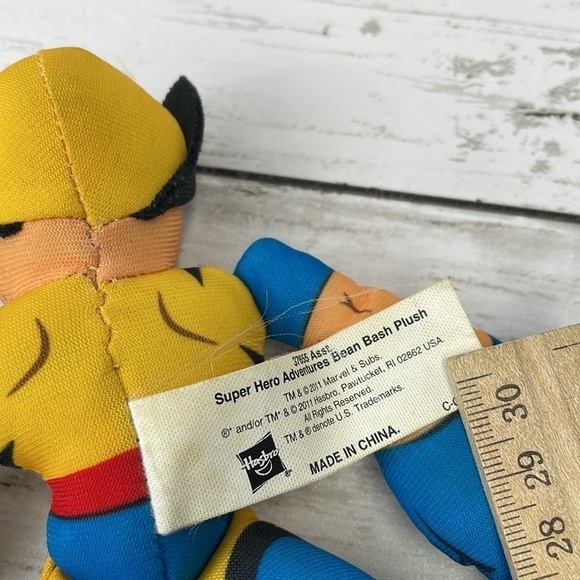 37655 Asst.
Super Hero Adventures Bean Bash Plush
TM & © 2011 Marvel & Subs.
®* and/or TM* & © 2011 Hasbro, Pawtucket, RI 02862 USA.
All Rights Reserved.
TM & ® denote U.S. Trademarks.
MADE IN CHINA.
Hasbro
30
29
28